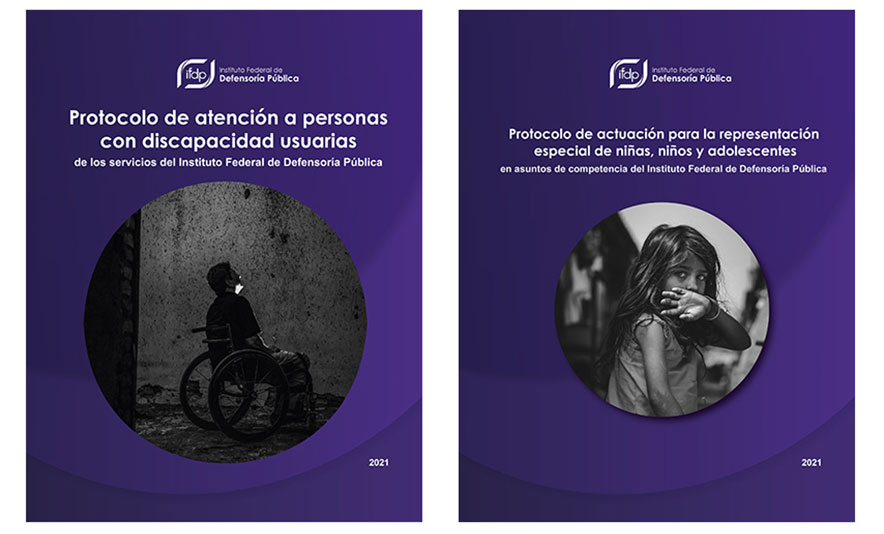 ifdp
Instituto Federal de
Defensoría Pública
Protocolo de atención a personas
con discapacidad usuarias
de los servicios del Instituto Federal de Defensoría Pública
2021
ifdp
Instituto Federal de
Defensoría Pública
Protocolo de actuación para la representación
especial de niñas, niños y adolescentes
en asuntos de competencia del Instituto Federal de Defensoría Pública
2021